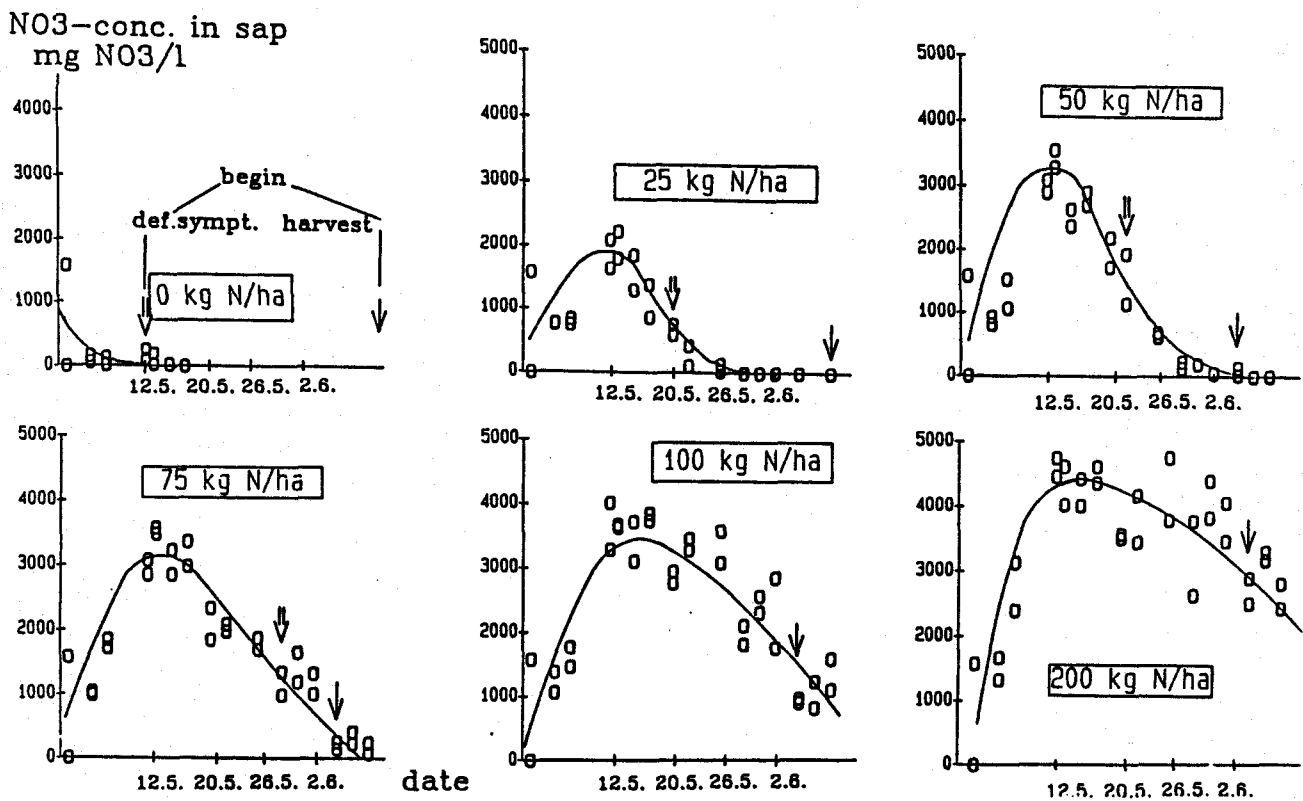 NO3-conc. in sap
mg NO3/l
4000
3000
2000
1000
0
begin
def.sympt. harvest
0 kg N/ha
12.5. 20.5. 26.5. 2.6.
5000
4000
3000
2000
1000
0
25 kg N/ha
12.5. 20.5. 26.5. 2.6.
5000
4000
3000
2000
1000
0
50 kg N/ha
12.5. 20.5. 26.5. 2.6.
5000
4000
3000
2000
1000
0
75 kg N/ha
12.5. 20.5. 26.5. 2.6.
date
5000
4000
3000
2000
1000
0
100 kg N/ha
12.5. 20.5. 26.5. 2.6.
5000
4000
3000
2000
1000
0
200 kg N/ha
12.5. 20.5. 26.5. 2.6.